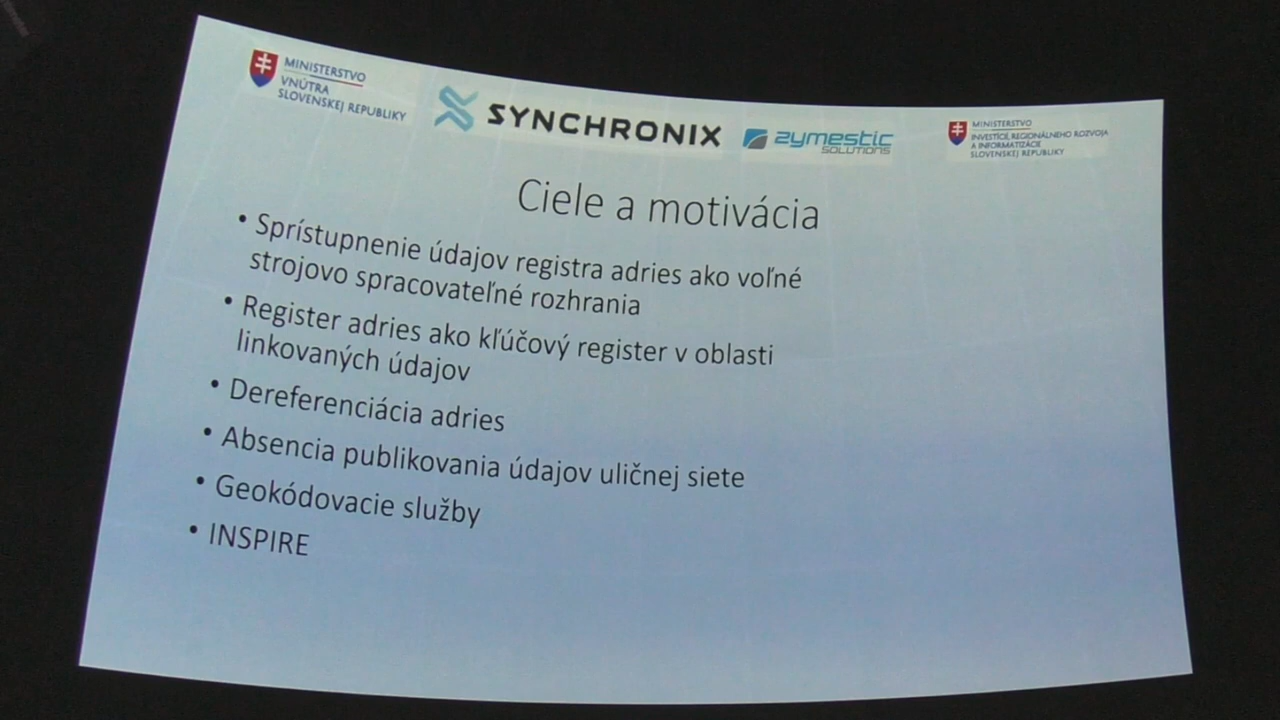 MINISTERSTVO
VNÚTRA
SLOVENSKEJ REPUBLIKY
SYNCHRONIX
zymestic
SOLUTIONS
MINISTERSTVO
INVESTÍCIÍ, REGIONÁLNEHO ROZVOJA
A INFORMATIZÁCIE
SLOVENSKEJ REPUBLIKY
Ciele a motivácia
• Sprístupnenie údajov registra adries ako voľné
strojovo spracovateľné rozhrania
• Register adries ako kľúčový register v oblasti
linkovaných údajov
• Dereferenciácia adries
• Absencia publikovania údajov uličnej siete
• Geokódovacie služby
• INSPIRE